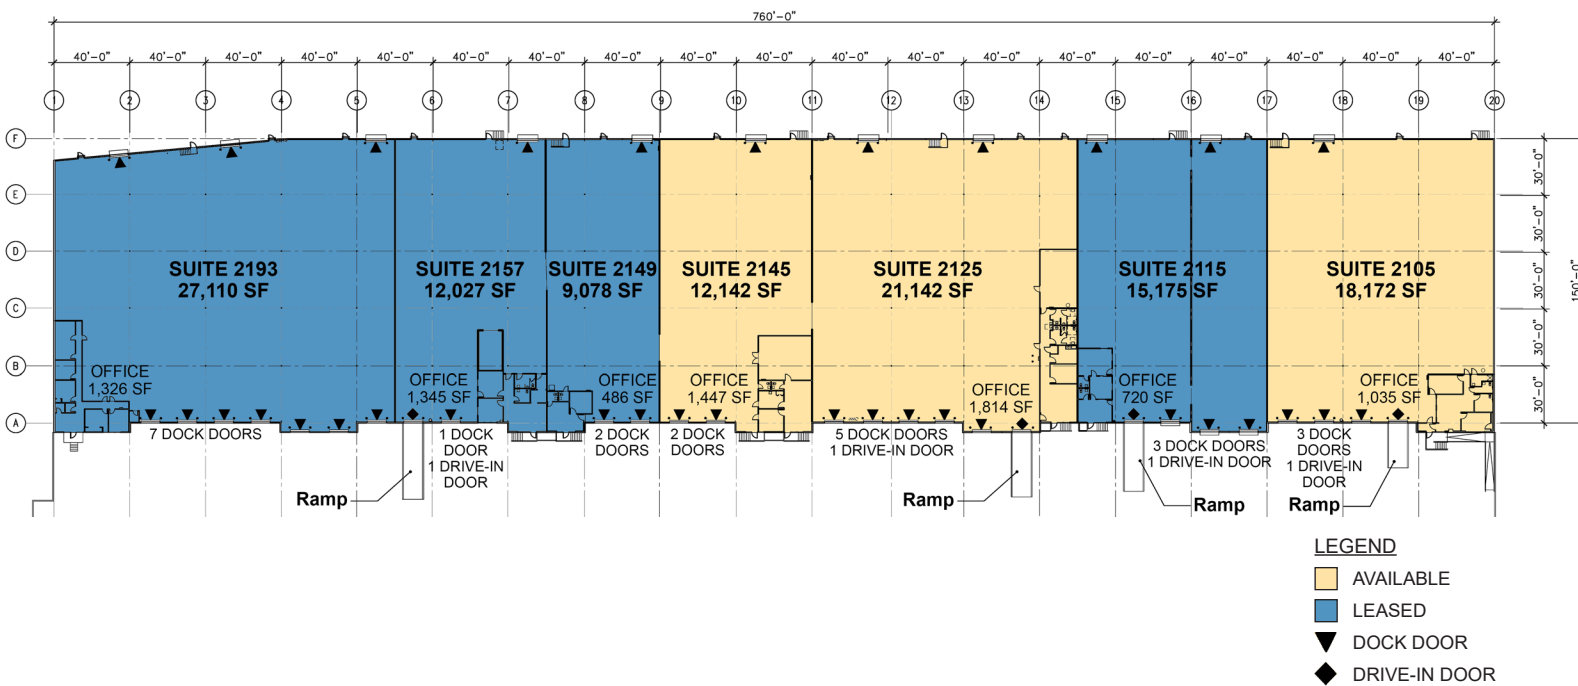 760'-0"
40'-0" 40'-0" 40'-0" 40'-0" 40'-0" 40'-0" 40'-0" 40'-0" 40'-0" 40'-0" 40'-0" 40'-0" 40'-0" 40'-0" 40'-0" 40'-0" 40'-0" 40'-0" 40'-0"
1 2 3 4 5 6 7 8 9 10 11 12 13 14 15 16 17 18 19 20
F
E
D
C
B
A
30'-0"
30'-0"
30'-0"
30'-0"
30'-0"
150'-0"
SUITE 2193
27,110 SF
SUITE 2157
12,027 SF
SUITE 2149
9,078 SF
SUITE 2145
12,142 SF
SUITE 2125
21,142 SF
SUITE 2115
15,175 SF
SUITE 2105
18,172 SF
OFFICE
1,326 SF
OFFICE
1,345 SF
OFFICE
486 SF
OFFICE
1,447 SF
OFFICE
1,814 SF
OFFICE
720 SF
OFFICE
1,035 SF
7 DOCK DOORS
1 DOCK
DOOR
1 DRIVE-IN
DOOR
2 DOCK
DOORS
2 DOCK
DOORS
5 DOCK DOORS
1 DRIVE-IN DOOR
3 DOCK DOORS
1 DRIVE-IN DOOR
3 DOCK
DOORS
1 DRIVE-IN
DOOR
Ramp
Ramp
Ramp
Ramp
LEGEND
AVAILABLE
LEASED
DOCK DOOR
DRIVE-IN DOOR